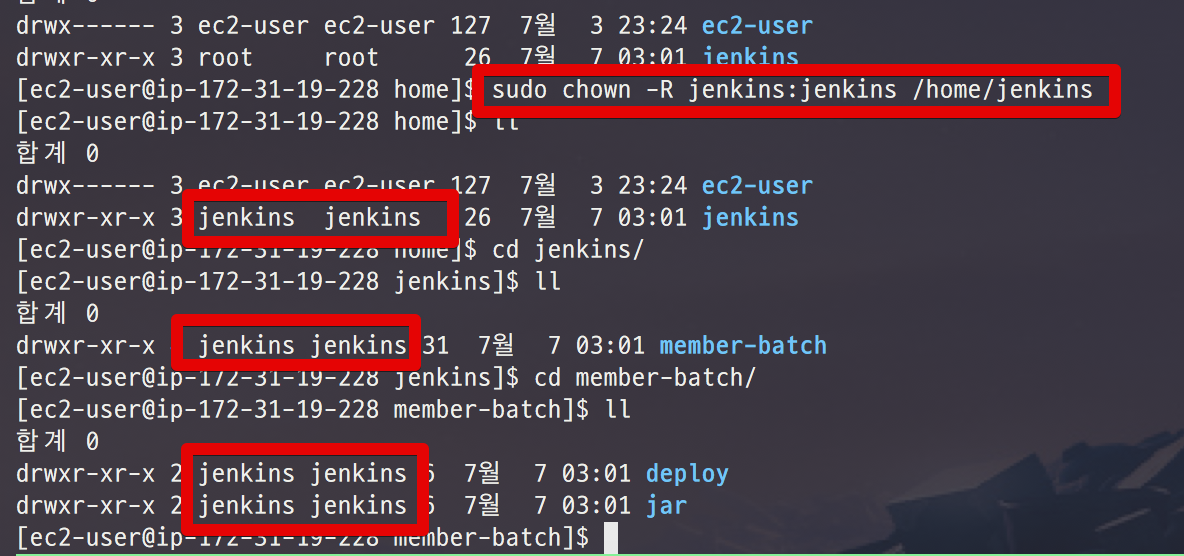 drwx------ 3 ec2-user ec2-user 127  7월  3 23:24 ec2-user
drwxr-xr-x 3 root     root      26  7월  7 03:01 jenkins
[ec2-user@ip-172-31-19-228 home]$ sudo chown -R jenkins:jenkins /home/jenkins
[ec2-user@ip-172-31-19-228 home]$ ll
합계 0
drwx------ 3 ec2-user ec2-user 127  7월  3 23:24 ec2-user
drwxr-xr-x 3 jenkins  jenkins   26  7월  7 03:01 jenkins
[ec2-user@ip-172-31-19-228 home]$ cd jenkins/
[ec2-user@ip-172-31-19-228 jenkins]$ ll
합계 0
drwxr-xr-x jenkins jenkins 31  7월  7 03:01 member-batch
[ec2-user@ip-172-31-19-228 jenkins]$ cd member-batch/
[ec2-user@ip-172-31-19-228 member-batch]$ ll
합계 0
drwxr-xr-x 2 jenkins jenkins 6  7월  7 03:01 deploy
drwxr-xr-x 2 jenkins jenkins 6  7월  7 03:01 jar
[ec2-user@ip-172-31-19-228 member-batch]$